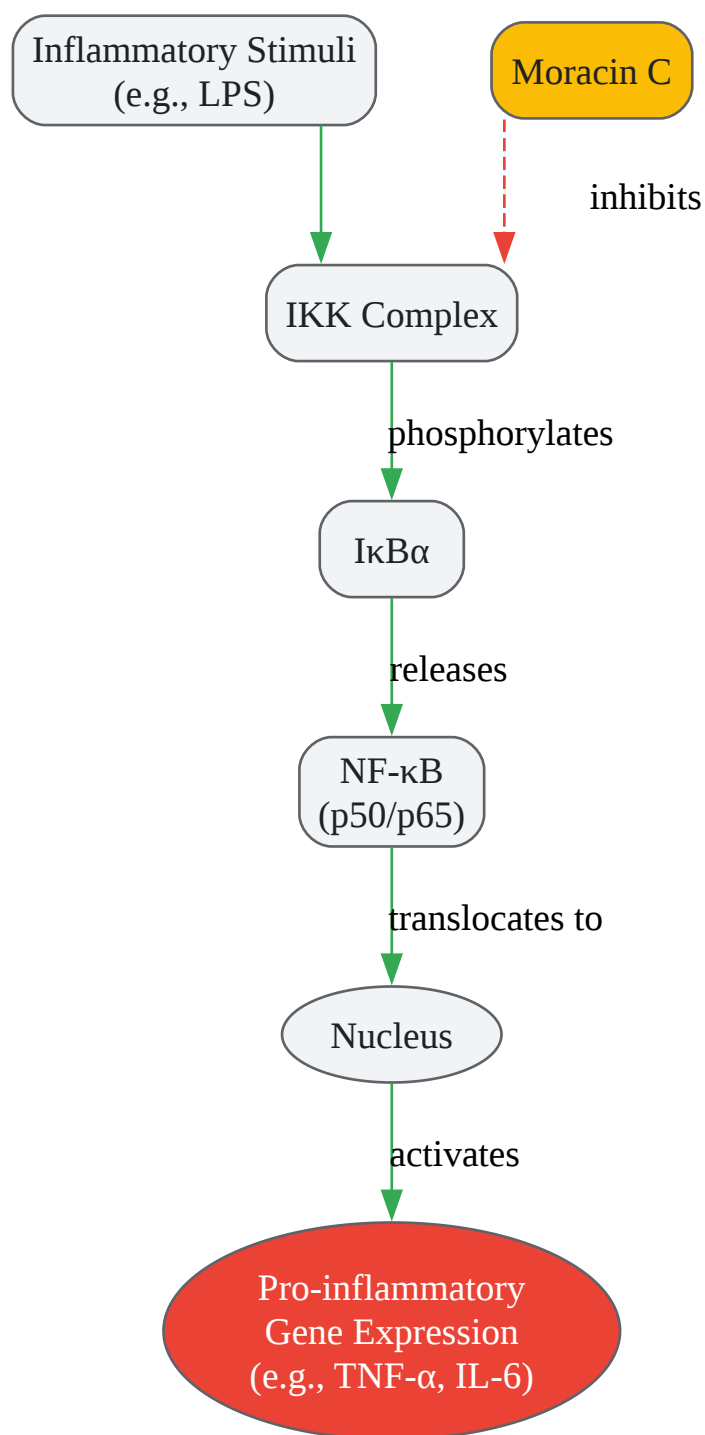 Inflammatory Stimuli
(e.g., LPS)
Moracin C
inhibits
IKK Complex
phosphorylates
IκBα
releases
NF-κB
(p50/p65)
translocates to
Nucleus
activates
Pro-inflammatory
Gene Expression
(e.g., TNF-α, IL-6)